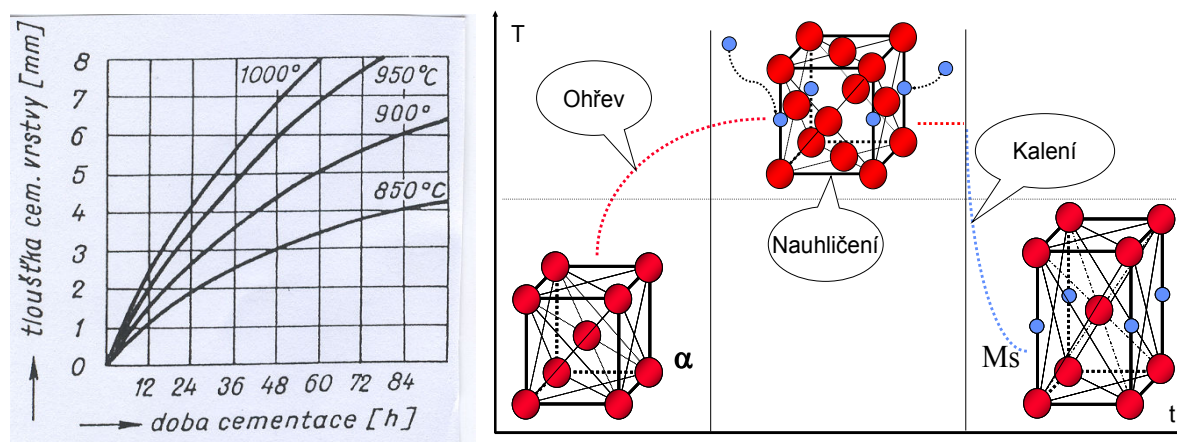 tloušťka cem. vrstvy [mm]
8
7
6
5
4
3
2
1
0
1000°
950°C
900°
850°C
12 24 36 48 60 72 84
doba cementace [h]
T
Ohřev
Nauhličení
Kalení
α
Ms
t